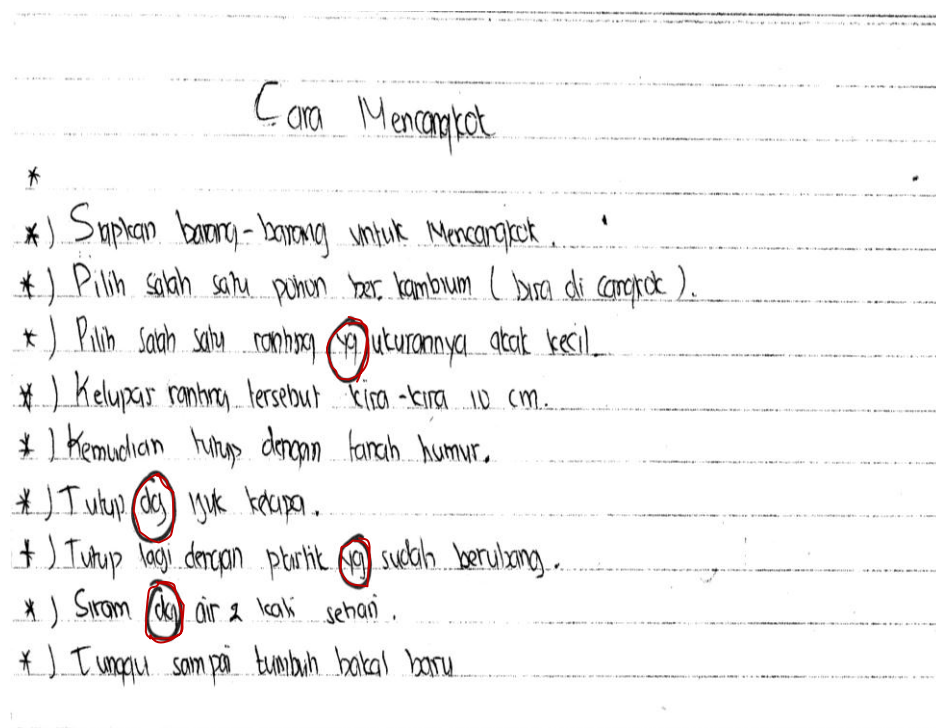 Cara Mencangkok
*
*) Siapkan barang-barang untuk Mencangkok.
*) Pilih salah satu pohon ber. kambium (bisa di cangkok).
*) Pilih salah satu ranting yg ukurannya agak kecil.
*) Kelupas ranting tersebut kira-kira 10 cm.
*) Kemudian tutup dengan tanah humus.
*) Tutup dg ijuk kelapa.
*) Tutup lagi dengan plastik yg sudah berlubang.
*) Siram dg air 2 kali sehari.
*) Tunggu sampai tumbuh bakal baru